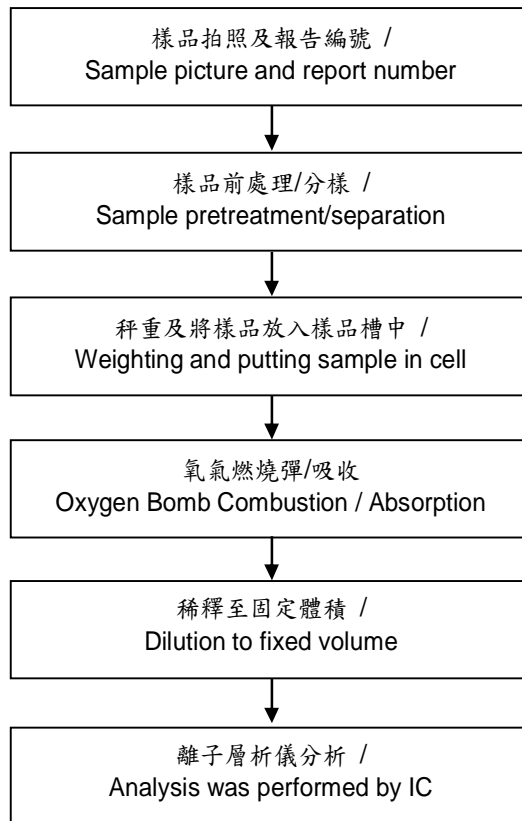 樣品拍照及報告編號 /
Sample picture and report number
樣品前處理/分樣 /
Sample pretreatment/separation
秤重及將樣品放入樣品槽中 /
Weighting and putting sample in cell
氧氣燃燒彈/吸收
Oxygen Bomb Combustion / Absorption
稀釋至固定體積 /
Dilution to fixed volume
離子層析儀分析 /
Analysis was performed by IC